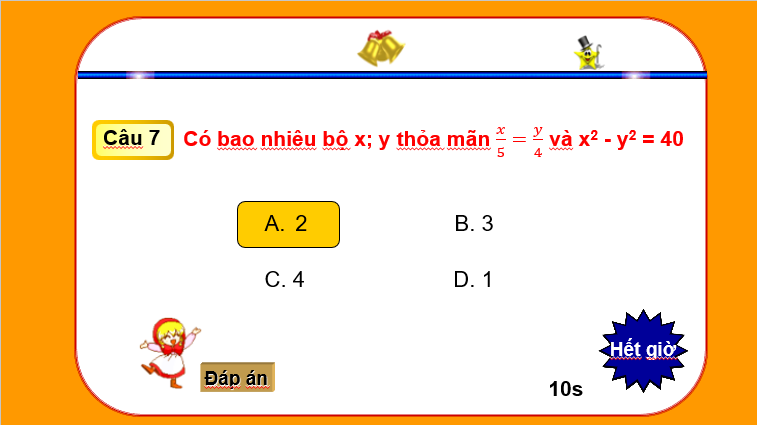 Câu 7 Có bao nhiêu bộ x; y thỏa mãn x/5 = y/4 và x² - y² = 40
A. 2 B. 3
C. 4 D. 1
Hết giờ
Đáp án
10s